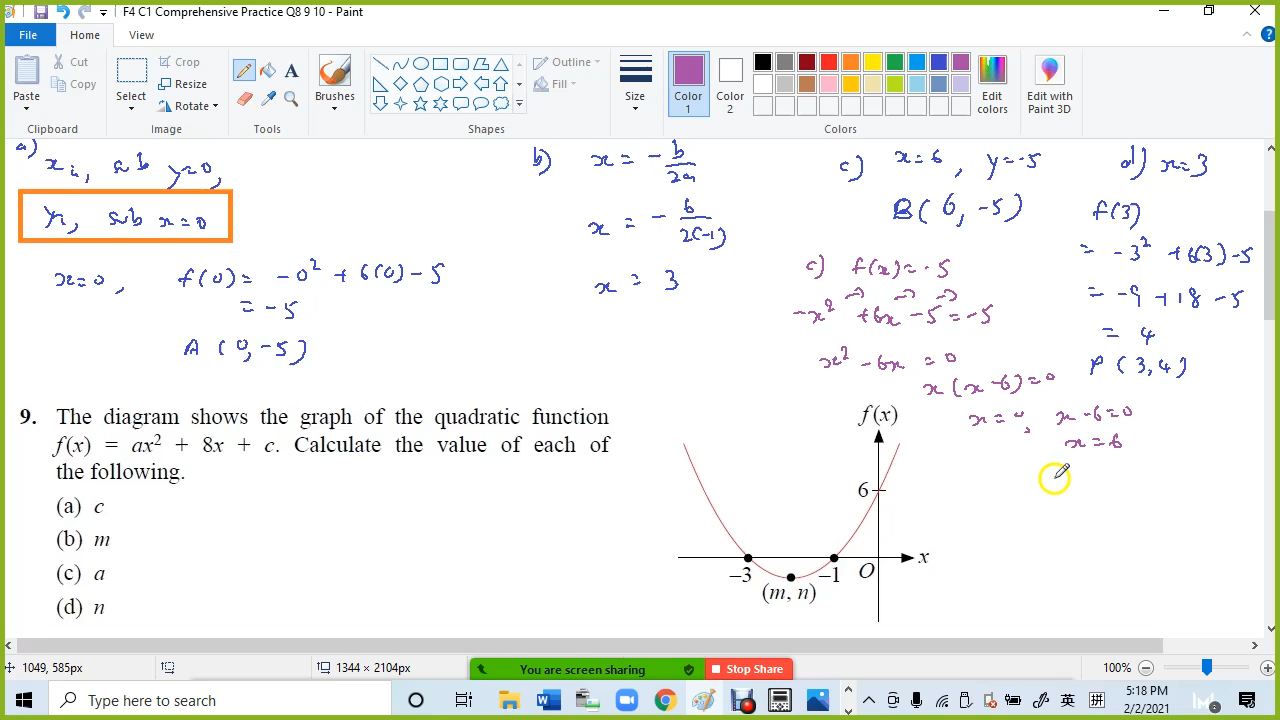 F4 C1 Comprehensive Practice Q8 9 10 - Paint
File Home View
Paste
Cut
Copy
Clipboard
Select
Crop
Resize
Rotate
Image
A
Tools
Brushes
Outline
Fill
Shapes
Size
Color 1
Color 2
Edit colors
Edit with Paint 3D
Colors
a)
sub y=0,
sub x=0
x=0, f(0) = -0² + 6(0) - 5
= -5
A (0, -5)
b) x = - b/2a
x = - b/2(-1)
x = 3
c) x=6, y=-5
B( 6, -5)
c) f(x) = -5
-x² + 6x - 5 = -5
x² - 6x = 0
x (x - 6) = 0
x = 0, x - 6 = 0
x = 6
d) x=3
f(3)
= -3² + 6(3) - 5
= -9 + 18 - 5
= 4
P (3, 4)
9. The diagram shows the graph of the quadratic function
f(x) = ax² + 8x + c. Calculate the value of each of
the following.
(a) c
(b) m
(c) a
(d) n
f(x)
6
x
–3
–1
O
(m, n)
1049, 585px
1344 × 2104px
You are screen sharing
Stop Share
100%
Type here to search
英
拼
5:18 PM
2/2/2021